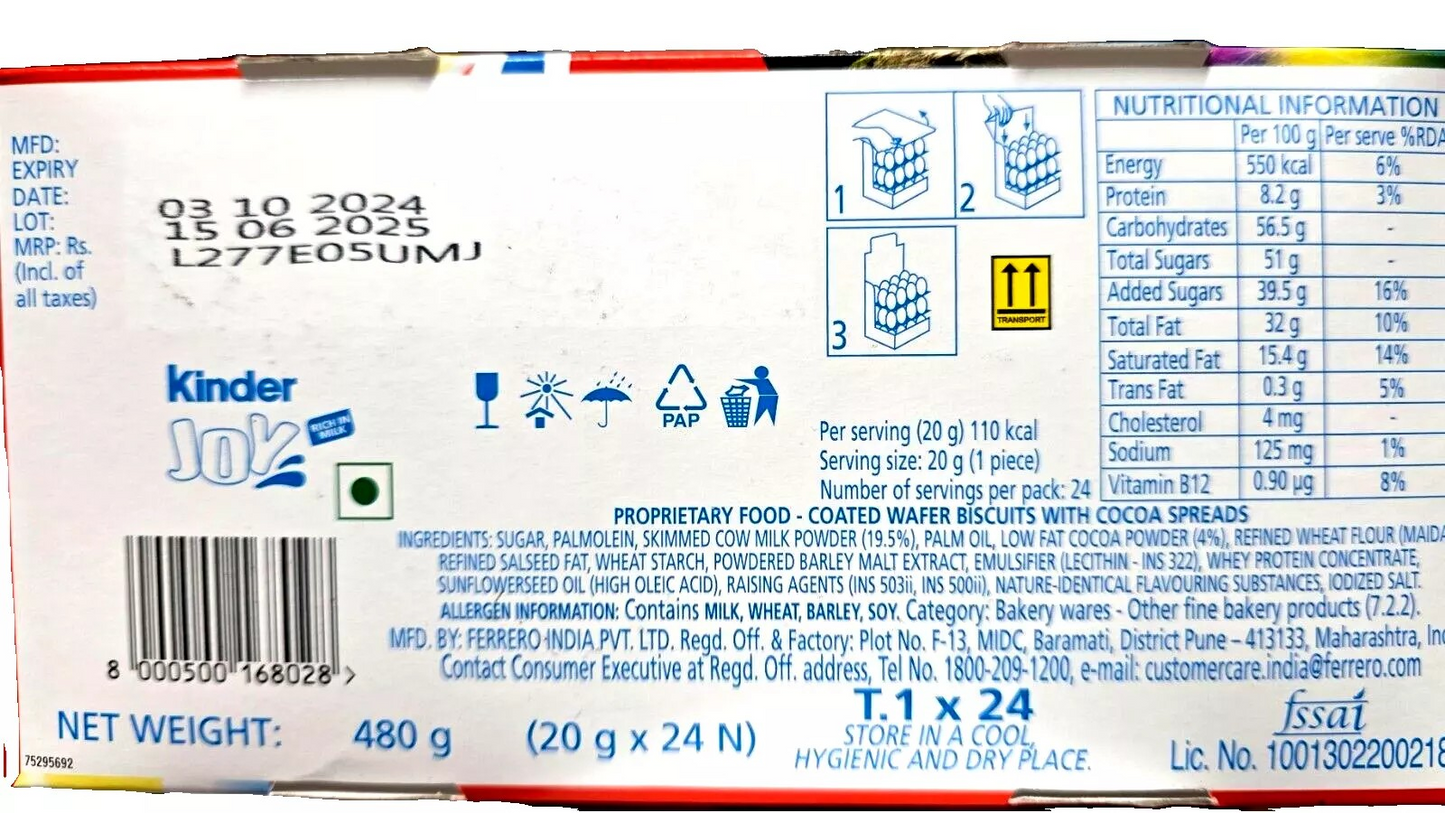 MFD:
EXPIRY
DATE:
LOT:
MRP: Rs.
(Incl. of
all taxes)
03 10 2024
15 06 2025
L277E05UMJ
Kinder
JOY
RICH IN
MILK
PAP
1
2
3
TRANSPORT
Per serving (20 g) 110 kcal
Serving size: 20 g (1 piece)
Number of servings per pack: 24
NUTRITIONAL INFORMATION
Per 100 g Per serve %RDA
Energy 550 kcal 6%
Protein 8.2 g 3%
Carbohydrates 56.5 g -
Total Sugars 51 g -
Added Sugars 39.5 g 16%
Total Fat 32 g 10%
Saturated Fat 15.4 g 14%
Trans Fat 0.3 g 5%
Cholesterol 4 mg -
Sodium 125 mg 1%
Vitamin B12 0.90 µg 8%
PROPRIETARY FOOD - COATED WAFER BISCUITS WITH COCOA SPREADS
INGREDIENTS: SUGAR, PALMOLEIN, SKIMMED COW MILK POWDER (19.5%), PALM OIL, LOW FAT COCOA POWDER (4%), REFINED WHEAT FLOUR (MAIDA
REFINED SALSEED FAT, WHEAT STARCH, POWDERED BARLEY MALT EXTRACT, EMULSIFIER (LECITHIN - INS 322), WHEY PROTEIN CONCENTRATE,
SUNFLOWERSEED OIL (HIGH OLEIC ACID), RAISING AGENTS (INS 503ii, INS 500ii), NATURE-IDENTICAL FLAVOURING SUBSTANCES, IODIZED SALT.
ALLERGEN INFORMATION: Contains MILK, WHEAT, BARLEY, SOY. Category: Bakery wares - Other fine bakery products (7.2.2).
MFD. BY: FERRERO INDIA PVT. LTD. Regd. Off. & Factory: Plot No. F-13, MIDC, Baramati, District Pune – 413133, Maharashtra,
Contact Consumer Executive at Regd. Off. address, Tel No. 1800-209-1200, e-mail: customercare.india@ferrero.com
8 000500 168028 >
NET WEIGHT: 480 g (20 g x 24 N)
T.1 x 24
STORE IN A COOL,
HYGIENIC AND DRY PLACE.
fssai
Lic. No. 1001302200218
75295692